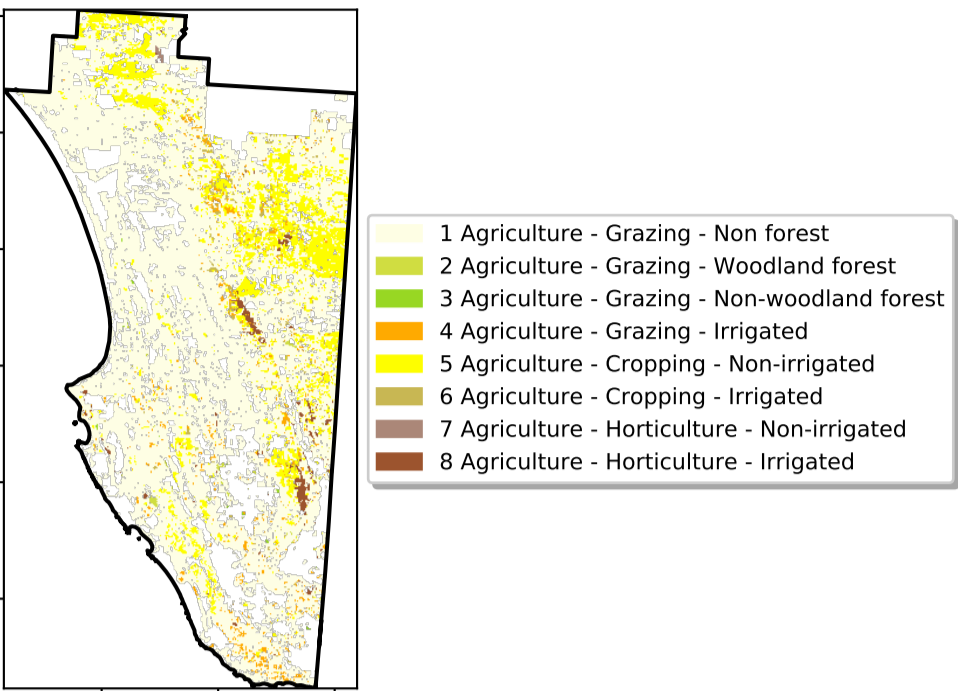 1 Agriculture - Grazing - Non forest
2 Agriculture - Grazing - Woodland forest
3 Agriculture - Grazing - Non-woodland forest
4 Agriculture - Grazing - Irrigated
5 Agriculture - Cropping - Non-irrigated
6 Agriculture - Cropping - Irrigated
7 Agriculture - Horticulture - Non-irrigated
8 Agriculture - Horticulture - Irrigated